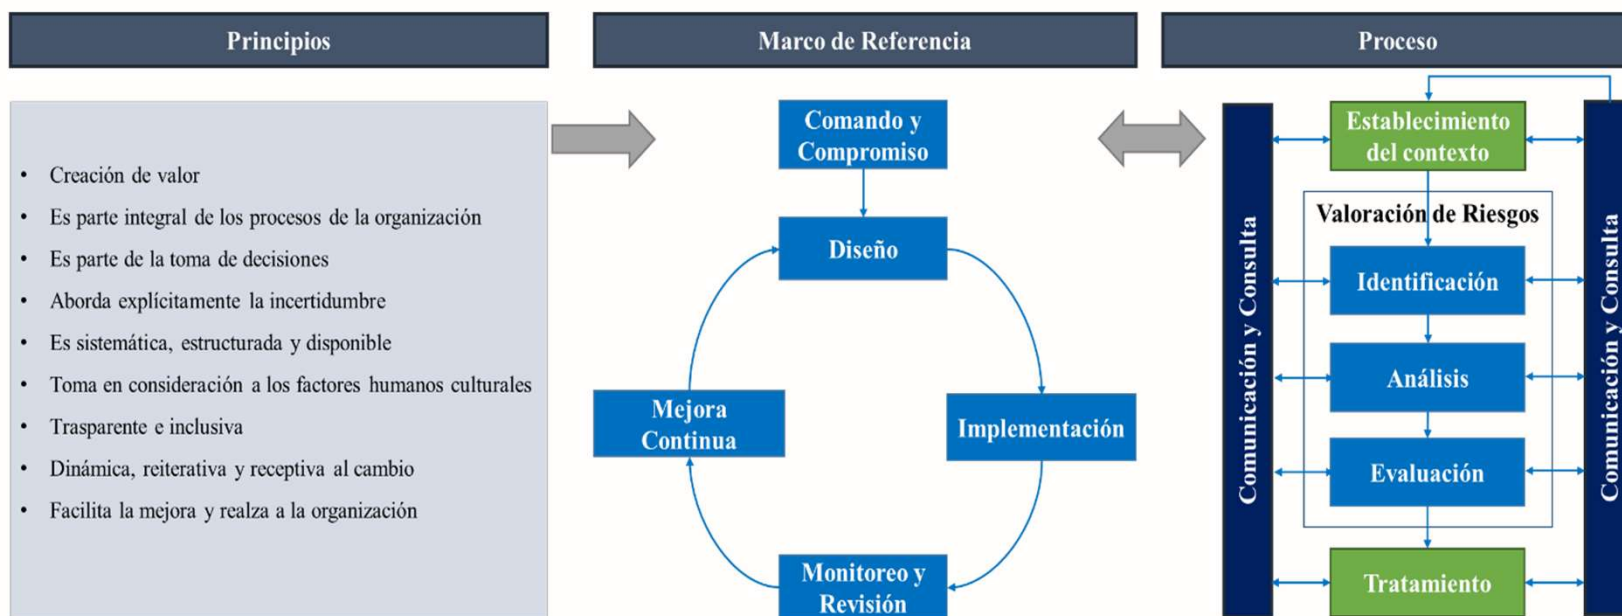 Principios
Marco de Referencia
Proceso
• Creación de valor
• Es parte integral de los procesos de la organización
• Es parte de la toma de decisiones
• Aborda explícitamente la incertidumbre
• Es sistemática, estructurada y disponible
• Toma en consideración a los factores humanos culturales
• Trasparente e inclusiva
• Dinámica, reiterativa y receptiva al cambio
• Facilita la mejora y realza a la organización
Comando y
Compromiso
Diseño
Implementación
Monitoreo y
Revisión
Mejora
Continua
Comunicación y Consulta
Establecimiento
del contexto
Valoración de Riesgos
Identificación
Análisis
Evaluación
Tratamiento
Comunicación y Consulta